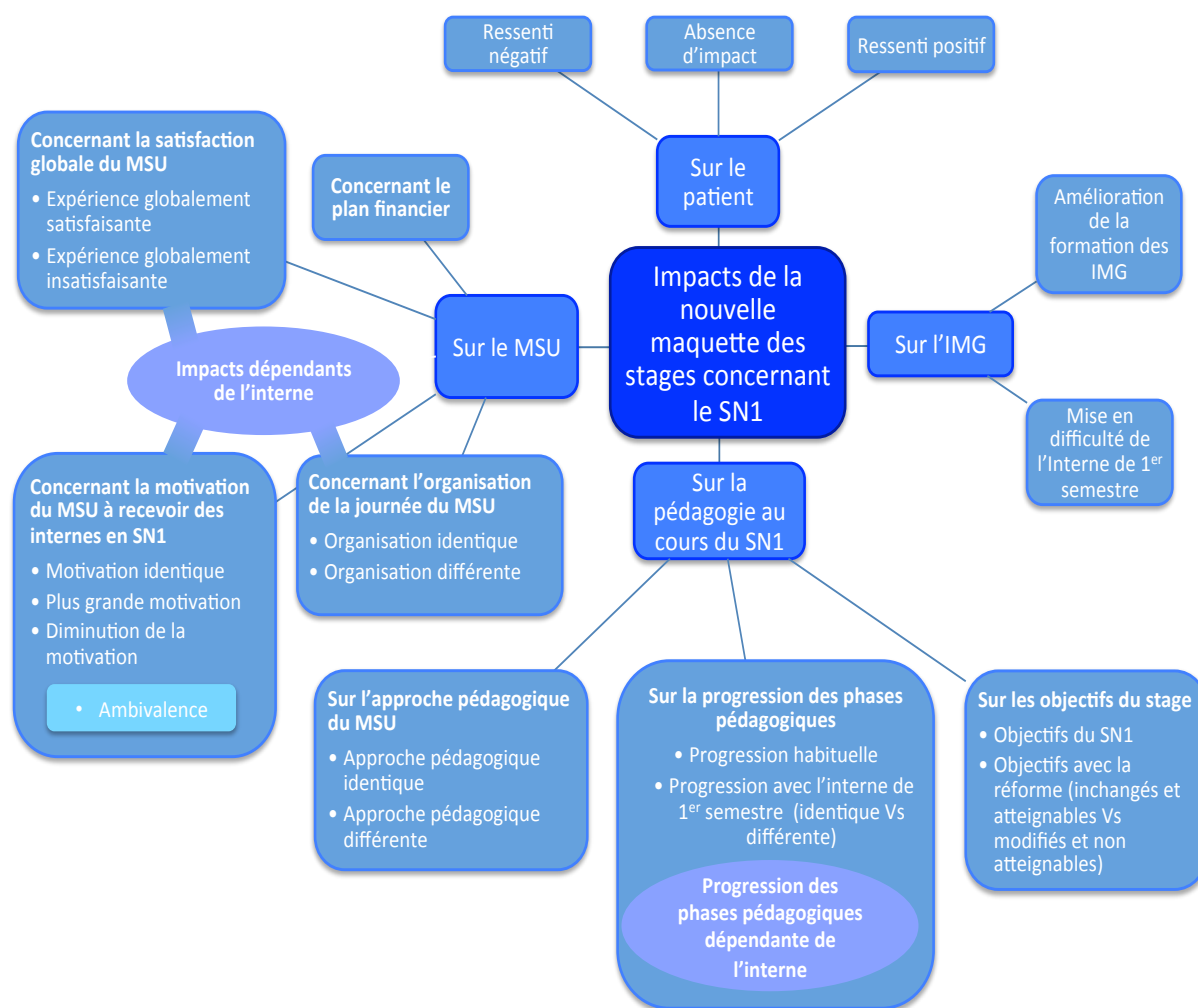 Ressenti
négatif
Absence
d’impact
Ressenti positif
Sur le
patient
Concernant la satisfaction
globale du MSU
• Expérience globalement
satisfaisante
• Expérience globalement
insatisfaisante
Concernant le
plan financier
Amélioration
de la
formation des
IMG
Impacts de la
nouvelle
maquette des
stages concernant
le SN1
Sur le MSU
Sur l’IMG
Impacts dépendants
de l’interne
Mise en
difficulté de
l’Interne de 1er
semestre
Concernant la motivation
du MSU à recevoir des
internes en SN1
• Motivation identique
• Plus grande motivation
• Diminution de la
motivation
• Ambivalence
Concernant l’organisation
de la journée du MSU
• Organisation identique
• Organisation différente
Sur la
pédagogie au
cours du SN1
Sur l’approche pédagogique
du MSU
• Approche pédagogique
identique
• Approche pédagogique
différente
Sur la progression des phases
pédagogiques
• Progression habituelle
• Progression avec l’interne de
1er semestre (identique Vs
différente)
Progression des
phases pédagogiques
dépendante de
l’interne
Sur les objectifs du stage
• Objectifs du SN1
• Objectifs avec la
réforme (inchangés et
atteignables Vs
modifiés et non
atteignables)